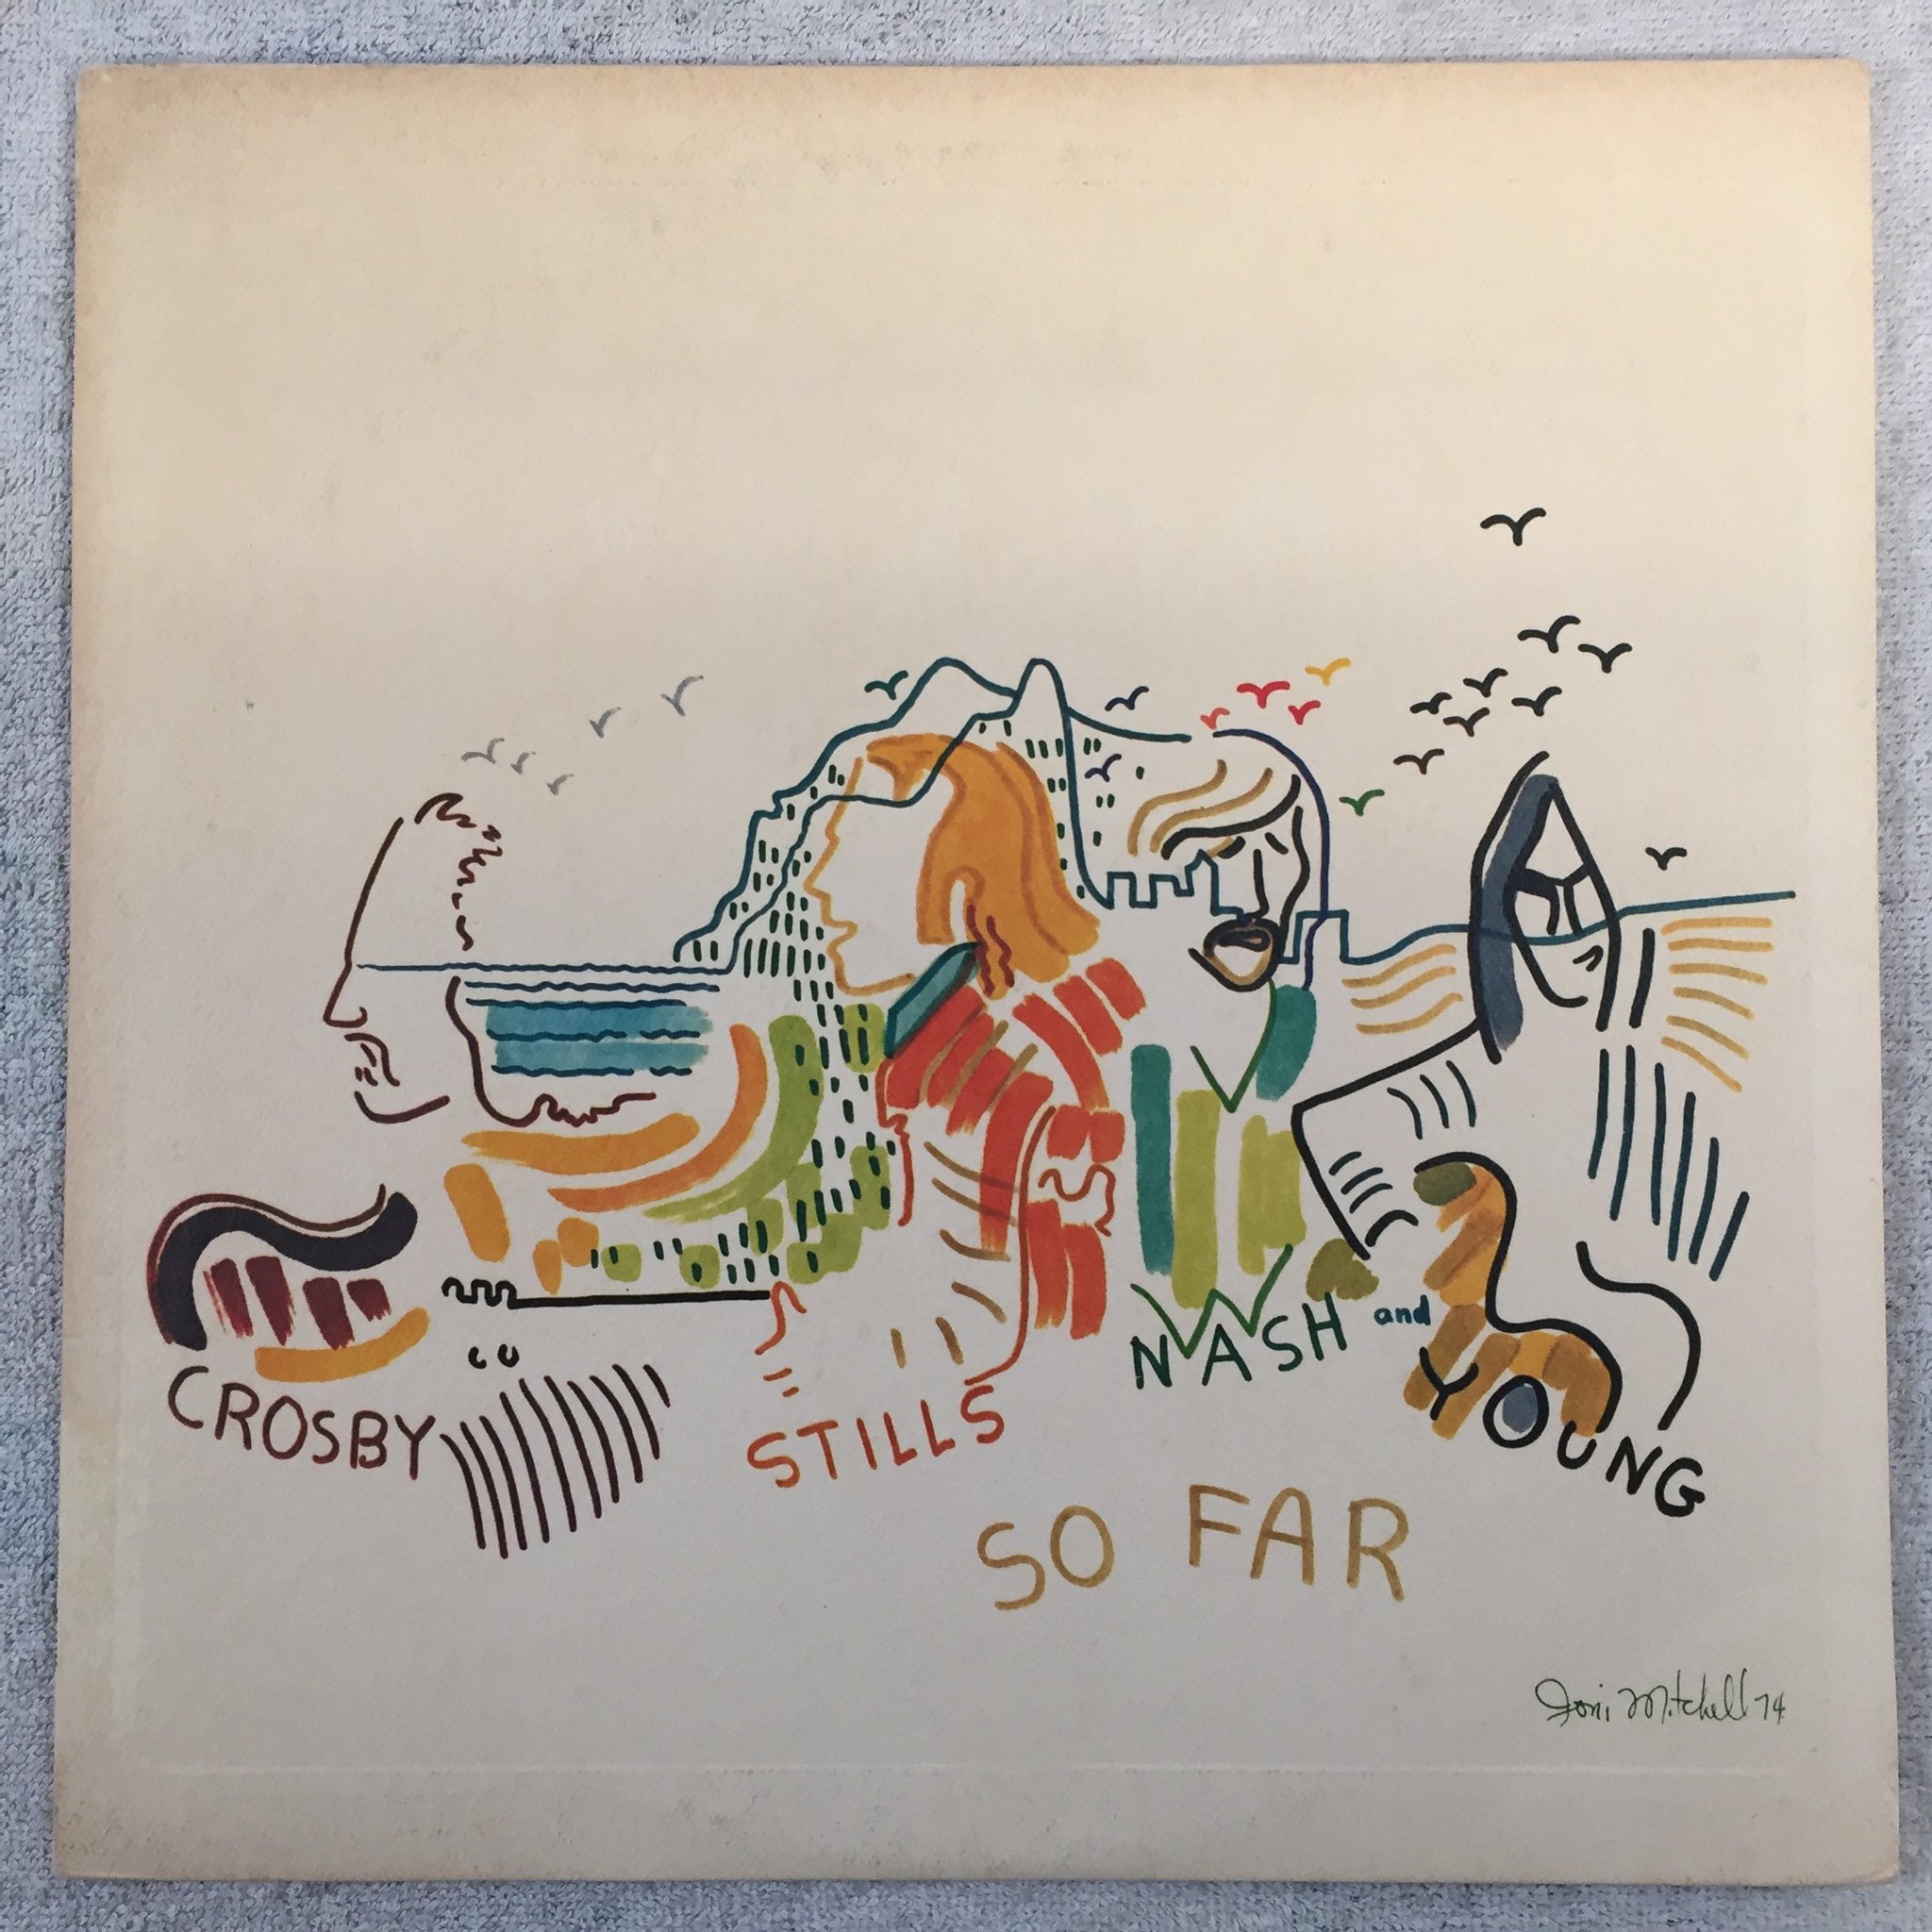 CROSBY
STILLS
NASH and
YOUNG
SO FAR
Joni Mitchell 74